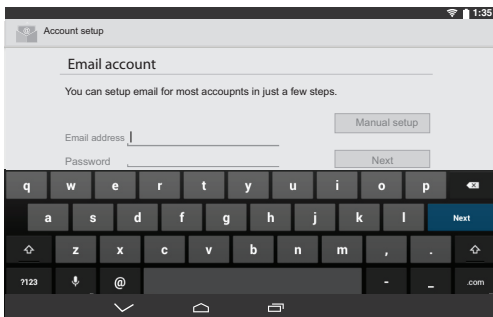 1:35
Account setup
Email account
You can setup email for most accoupnts in just a few steps.
Manual setup
Email address
Password
Next
q w e r t y u i o p
a s d f g h j k l Next
z x c v b n m , .
?123 @ - _ .com